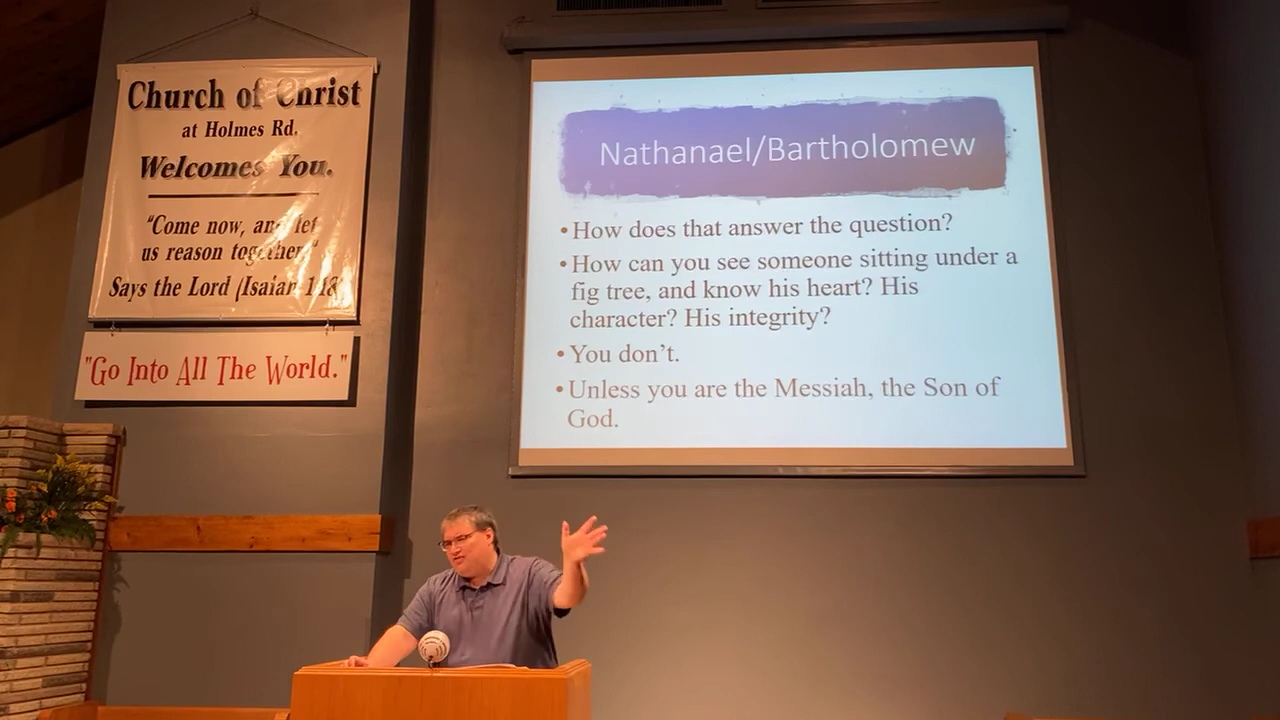 Church of Christ
at Holmes Rd.
Welcomes You.
"Come now, and let
us reason together,"
Says the Lord (Isaiah 1:18)
"Go Into All The World."
Nathanael/Bartholomew
• How does that answer the question?
• How can you see someone sitting under a
fig tree, and know his heart? His
character? His integrity?
• You don't.
• Unless you are the Messiah, the Son of
God.